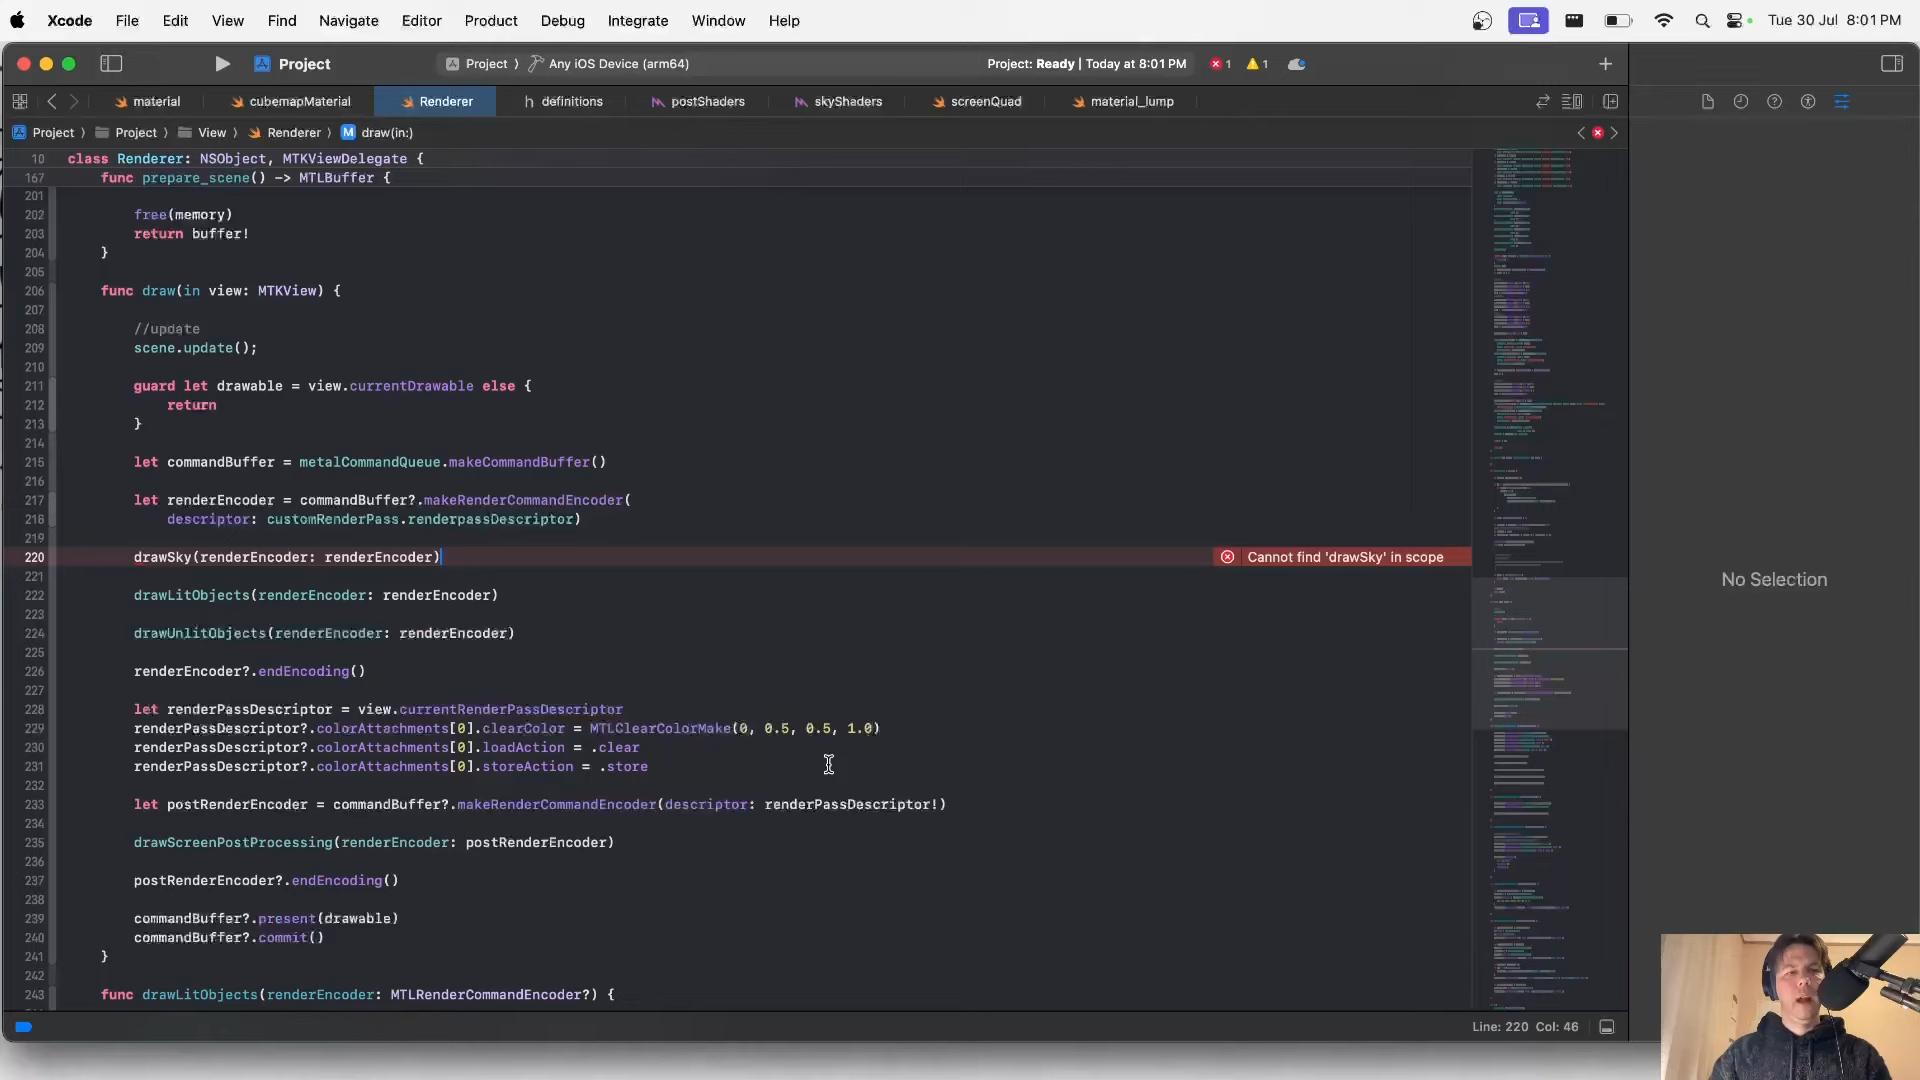 Xcode File Edit View Find Navigate Editor Product Debug Integrate Window Help Tue 30 Jul 8:01 PM
Project Project 〉 Any iOS Device (arm64) Project: Ready | Today at 8:01 PM 1 1
material cubemapMaterial Renderer definitions postShaders skyShaders screenQuad material_lump
Project 〉 Project 〉 View 〉 Renderer 〉 M draw(in:)
10 class Renderer: NSObject, MTKViewDelegate {
167 func prepare_scene() -> MTLBuffer {
201
202 free(memory)
203 return buffer!
204 }
205
206 func draw(in view: MTKView) {
207
208 //update
209 scene.update();
210
211 guard let drawable = view.currentDrawable else {
212 return
213 }
214
215 let commandBuffer = metalCommandQueue.makeCommandBuffer()
216
217 let renderEncoder = commandBuffer?.makeRenderCommandEncoder(
218 descriptor: customRenderPass.renderpassDescriptor)
219
220 drawSky(renderEncoder: renderEncoder) Cannot find 'drawSky' in scope
221
222 drawLitObjects(renderEncoder: renderEncoder)
223
224 drawUnlitObjects(renderEncoder: renderEncoder)
225
226 renderEncoder?.endEncoding()
227
228 let renderPassDescriptor = view.currentRenderPassDescriptor
229 renderPassDescriptor?.colorAttachments[0].clearColor = MTLClearColorMake(0, 0.5, 0.5, 1.0)
230 renderPassDescriptor?.colorAttachments[0].loadAction = .clear
231 renderPassDescriptor?.colorAttachments[0].storeAction = .store
232
233 let postRenderEncoder = commandBuffer?.makeRenderCommandEncoder(descriptor: renderPassDescriptor!)
234
235 drawScreenPostProcessing(renderEncoder: postRenderEncoder)
236
237 postRenderEncoder?.endEncoding()
238
239 commandBuffer?.present(drawable)
240 commandBuffer?.commit()
241 }
242
243 func drawLitObjects(renderEncoder: MTLRenderCommandEncoder?) {
No Selection
Line: 220 Col: 46